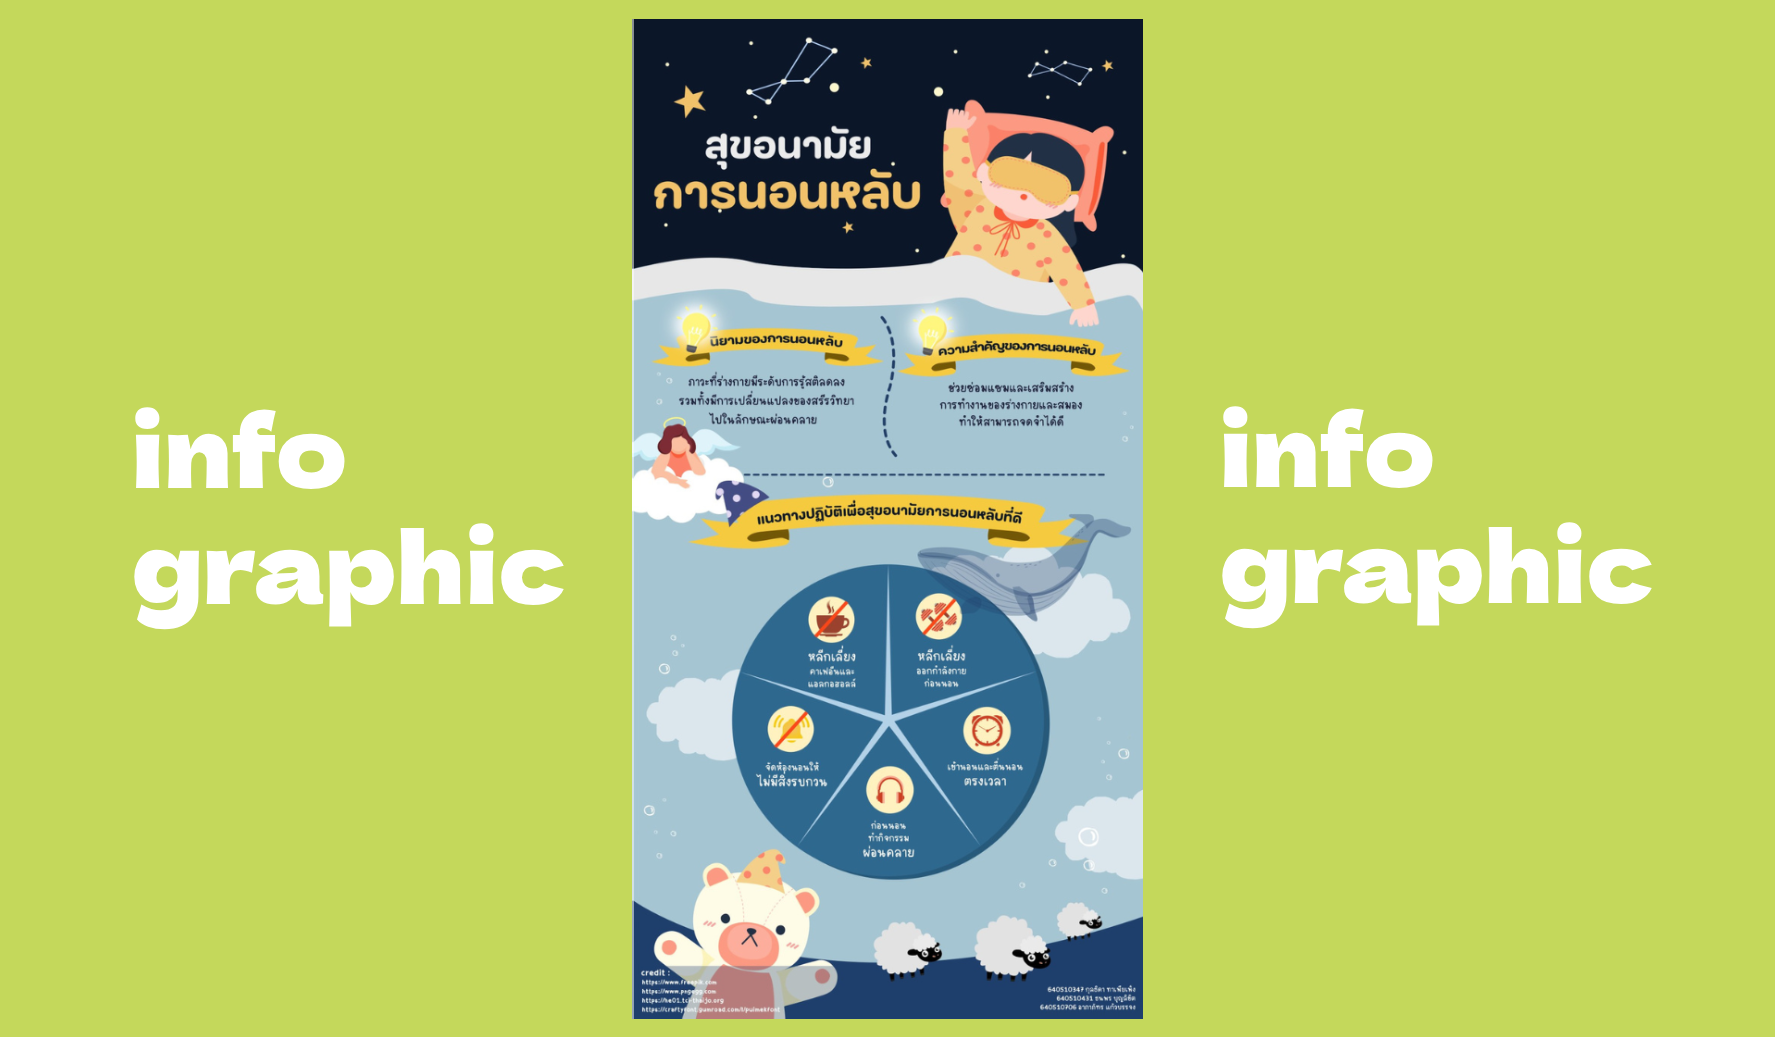 info
graphic
สุขอนามัย
การนอนหลับ
นิยามของการนอนหลับ
ภาวะที่ร่างกายมีระดับการรู้สติลดลง
รวมทั้งมีการเปลี่ยนแปลงของสรีรวิทยา
ไปในลักษณะผ่อนคลาย
ความสำคัญของการนอนหลับ
ช่วยซ่อมแซมและเสริมสร้าง
การทำงานของร่างกายและสมอง
ทำให้สามารถจดจำได้ดี
แนวทางปฏิบัติเพื่อสุขอนามัยการนอนหลับที่ดี
หลีกเลี่ยง
คาเฟอีนและ
แอลกอฮอลล์
หลีกเลี่ยง
ออกกำลังกาย
ก่อนนอน
จัดห้องนอนให้
ไม่มีสิ่งรบกวน
เข้านอนและตื่นนอน
ตรงเวลา
ก่อนนอน
ทำกิจกรรม
ผ่อนคลาย
credit :
https://www.freepik.com
https://www.pngegg.com
https://he01.tci-thaijo.org
640510347
640510431
640510706
info
graphic